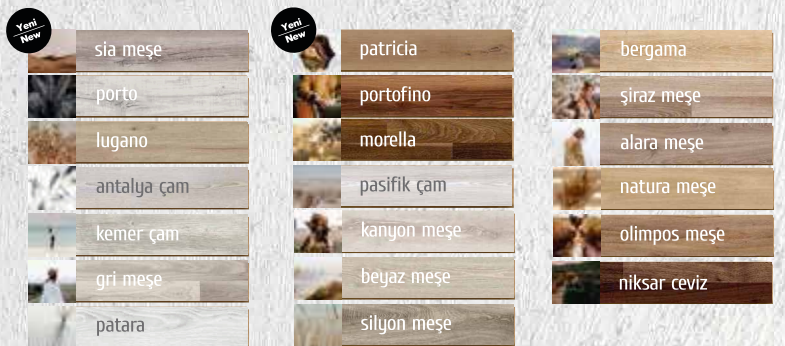 Yeni
New
sia meşe
porto
lugano
antalya çam
kemer çam
gri meşe
patara
Yeni
New
patricia
portofino
morella
pasifik çam
kanyon meşe
beyaz meşe
silyon meşe
bergama
şiraz meşe
alara meşe
natura meşe
olimpos meşe
niksar ceviz